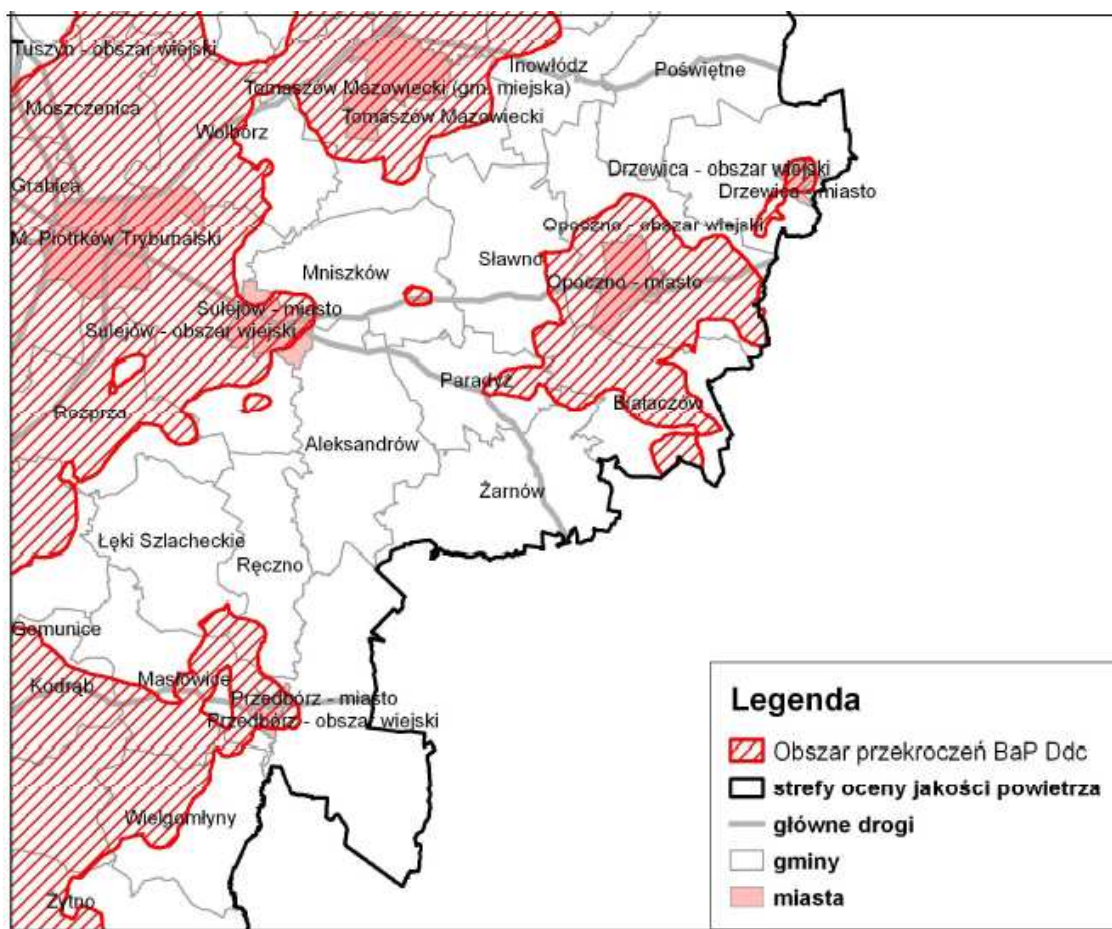 Tuszyn - obszar wiejski
Inowłódz
Poświętne
Tomaszów Mazowiecki (gm. miejska)
Moszczenica
Tomaszów Mazowiecki
Wolbórz
Drzewica - obszar wiejski
Grabica
Drzewica - miasto
Opoczno - obszar wiejski
M. Piotrków Trybunalski
Sławno
Mniszków
Opoczno - miasto
Sulejów - miasto
Sulejów - obszar wiejski
Paradyż
Białaczów
Rozprza
Aleksandrów
Żarnów
Łęki Szlacheckie
Ręczno
Gomunice
Masłowice
Kodrąb
Przedbórz - miasto
Przedbórz - obszar wiejski
Wielgomłyny
Żytno
Legenda
Obszar przekroczeń BaP Ddc
strefy oceny jakości powietrza
główne drogi
gminy
miasta